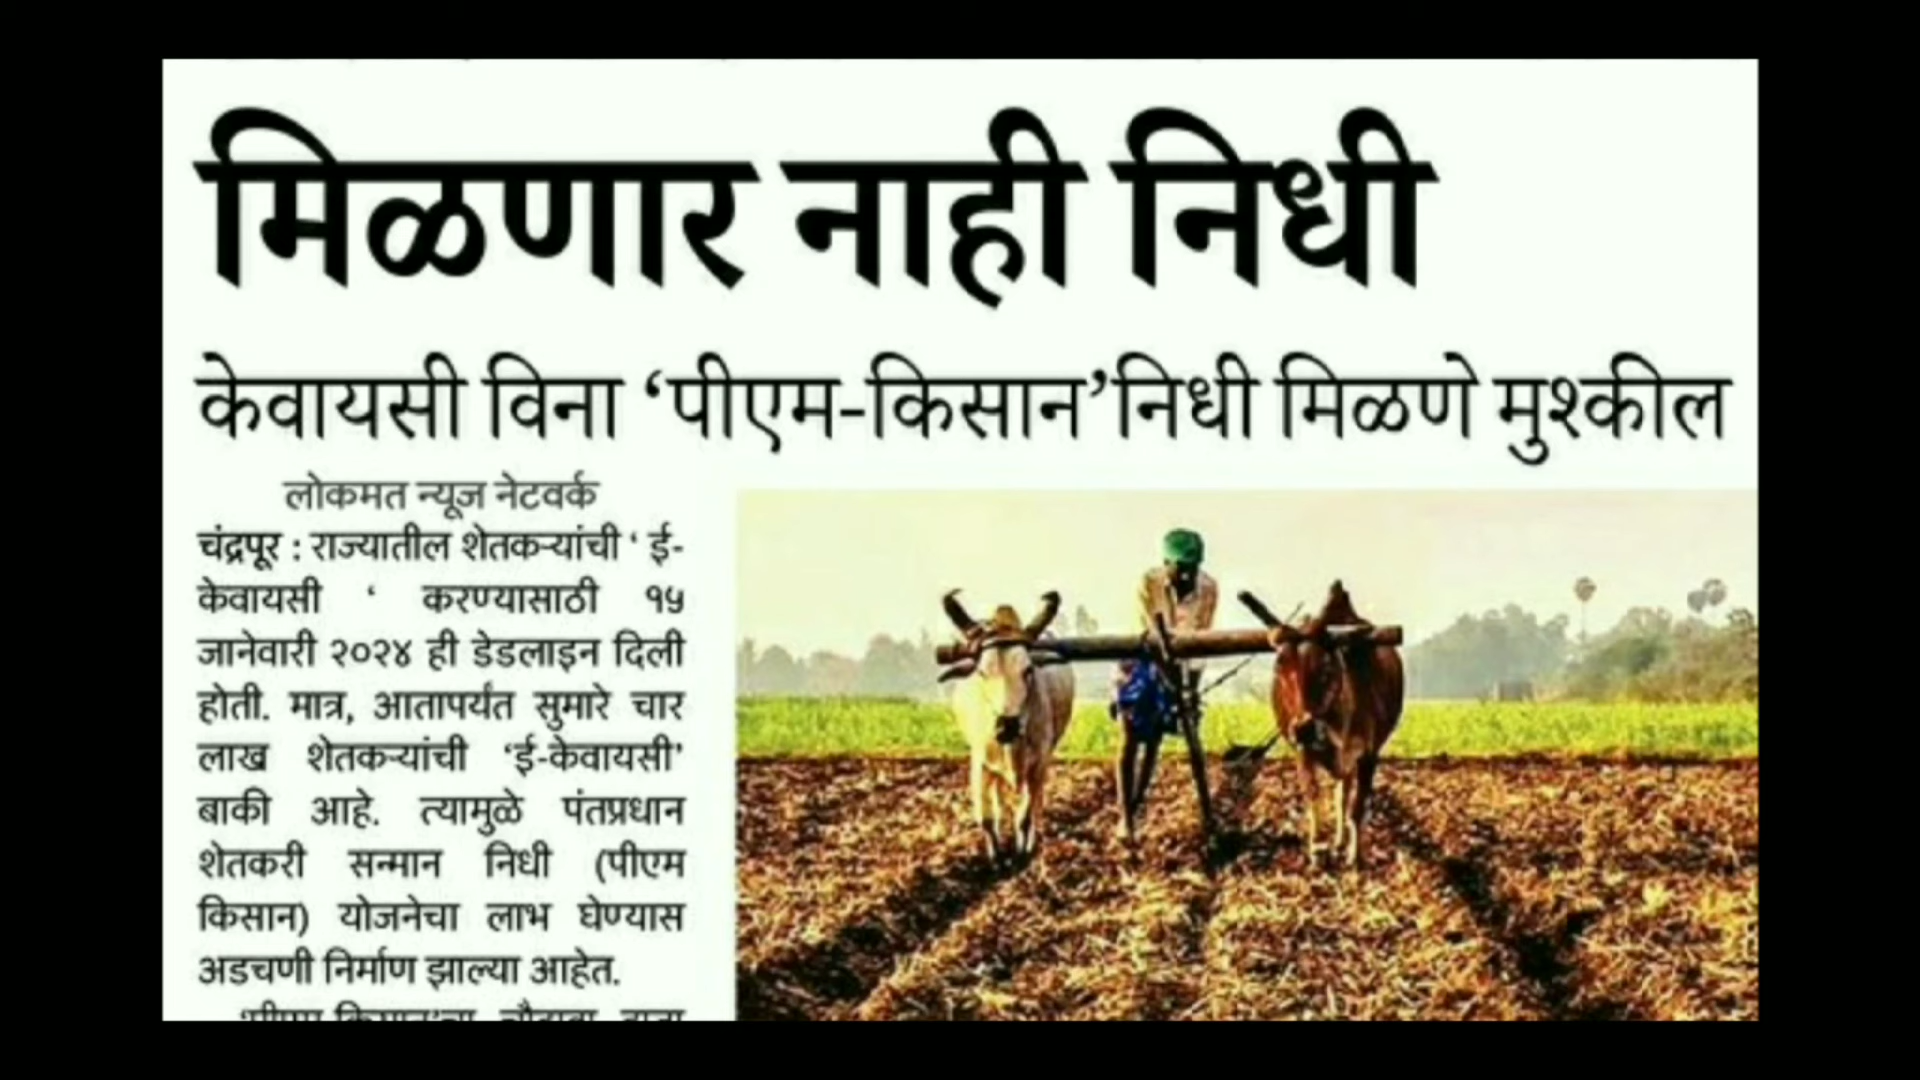 मिळणार नाही निधी
केवायसी विना ‘पीएम-किसान’निधी मिळणे मुश्कील
लोकमत न्यूज नेटवर्क
चंद्रपूर : राज्यातील शेतकऱ्यांची ‘ ई-
केवायसी ‘ करण्यासाठी १५
जानेवारी २०२४ ही डेडलाइन दिली
होती. मात्र, आतापर्यंत सुमारे चार
लाख शेतकऱ्यांची ‘ई-केवायसी’
बाकी आहे. त्यामुळे पंतप्रधान
शेतकरी सन्मान निधी (पीएम
किसान) योजनेचा लाभ घेण्यास
अडचणी निर्माण झाल्या आहेत.